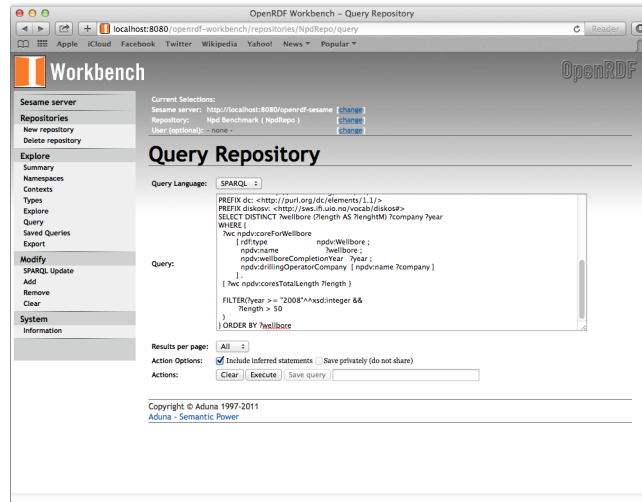 OpenRDF Workbench – Query Repository
localhost:8080/openrdf-workbench/repositories/NpdRepo/query
Reader
Apple iCloud Facebook Twitter Wikipedia Yahoo! News Popular
Workbench
OpenRDF
Current Selections:
Sesame server: http://localhost:8080/openrdf-sesame [change]
Repository: Npd Benchmark ( NpdRepo ) [change]
User (optional): - none - [change]
Sesame server
Repositories
New repository
Delete repository
Explore
Summary
Namespaces
Contexts
Types
Explore
Query
Saved Queries
Export
Modify
SPARQL Update
Add
Remove
Clear
System
Information
Query Repository
Query Language: SPARQL
Query:
PREFIX dc: <http://purl.org/dc/elements/1.1/>
PREFIX diskosv: <http://sws.ifi.uio.no/vocab/diskos#>
SELECT DISTINCT ?wellbore (?length AS ?lenghtM) ?company ?year
WHERE {
?wc npdv:coreForWellbore
[ rdf:type npdv:Wellbore ;
npdv:name ?wellbore ;
npdv:wellboreCompletionYear ?year ;
npdv:drillingOperatorCompany [ npdv:name ?company ]
] .
{ ?wc npdv:coresTotalLength ?length }
FILTER(?year >= "2008"^^xsd:integer &&
?length > 50
)
} ORDER BY ?wellbore
Results per page: All
Action Options: Include inferred statements Save privately (do not share)
Actions: Clear Execute Save query
Copyright © Aduna 1997-2011
Aduna - Semantic Power